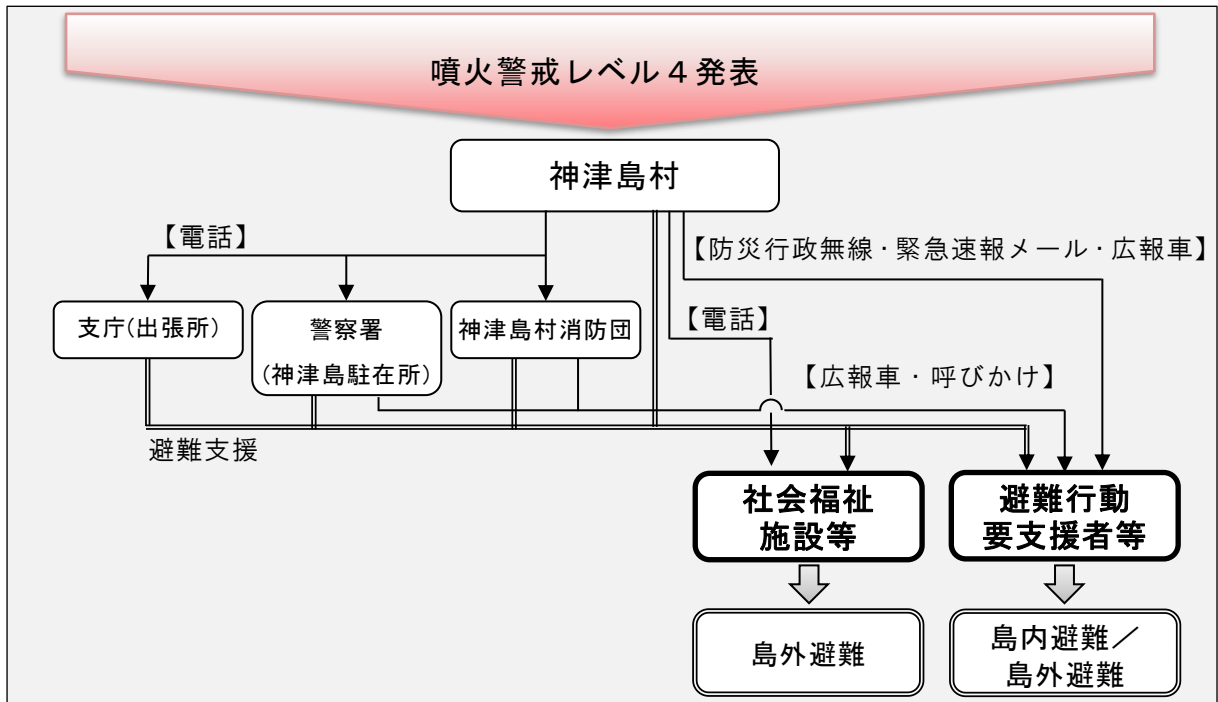 噴火警戒レベル４発表
神津島村
【電話】
【防災行政無線・緊急速報メール・広報車】
支庁(出張所)
警察署
(神津島駐在所)
神津島村消防団
【電話】
【広報車・呼びかけ】
避難支援
社会福祉
施設等
避難行動
要支援者等
島外避難
島内避難／
島外避難